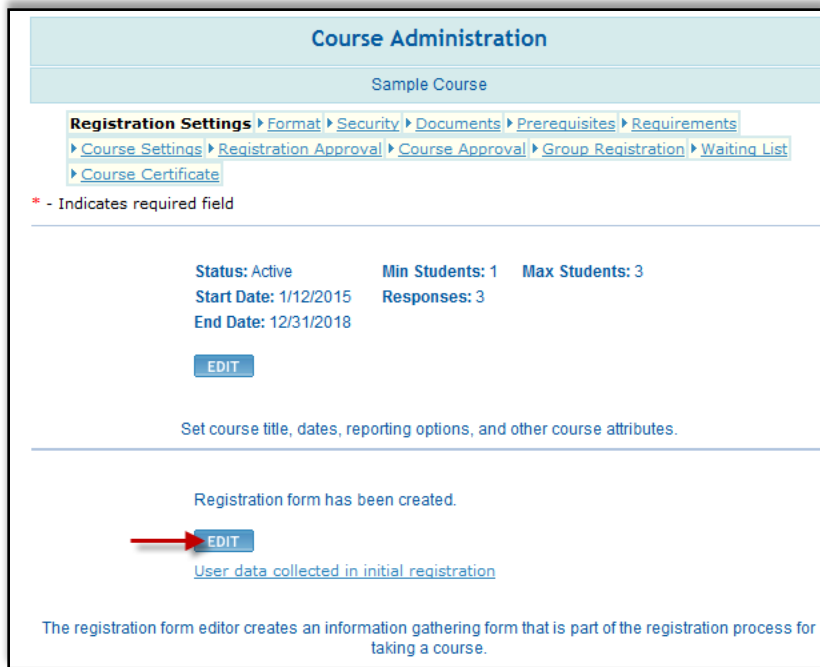 Course Administration
Sample Course
Registration Settings Format Security Documents Prerequisites Requirements
Course Settings Registration Approval Course Approval Group Registration Waiting List
Course Certificate
* - Indicates required field
Status: Active Min Students: 1 Max Students: 3
Start Date: 1/12/2015 Responses: 3
End Date: 12/31/2018
EDIT
Set course title, dates, reporting options, and other course attributes.
Registration form has been created.
EDIT
User data collected in initial registration
The registration form editor creates an information gathering form that is part of the registration process for
taking a course.